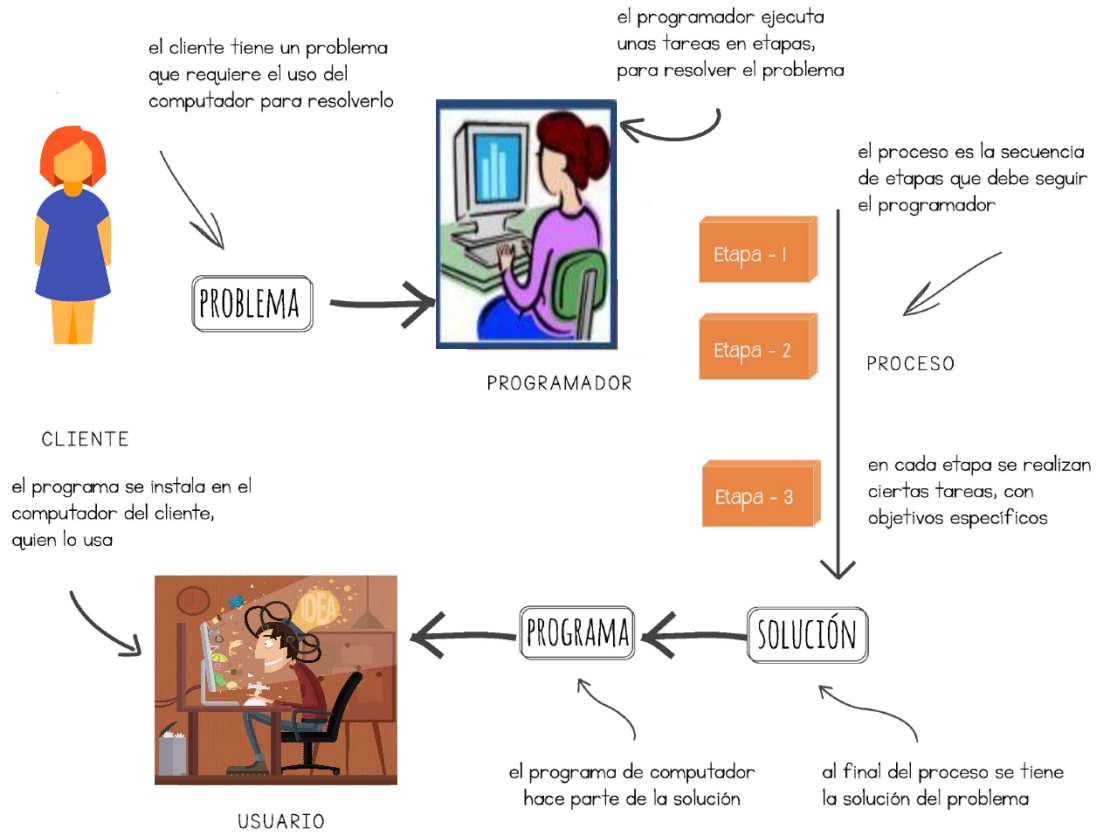 el cliente tiene un problema
que requiere el uso del
computador para resolverlo
el programador ejecuta
unas tareas en etapas,
para resolver el problema
el proceso es la secuencia
de etapas que debe seguir
el programador
PROBLEMA
PROGRAMADOR
Etapa - 1
Etapa - 2
Etapa - 3
PROCESO
CLIENTE
el programa se instala en el
computador del cliente,
quien lo usa
en cada etapa se realizan
ciertas tareas, con
objetivos específicos
IDEA
PROGRAMA
SOLUCIÓN
el programa de computador
hace parte de la solución
al final del proceso se tiene
la solución del problema
USUARIO